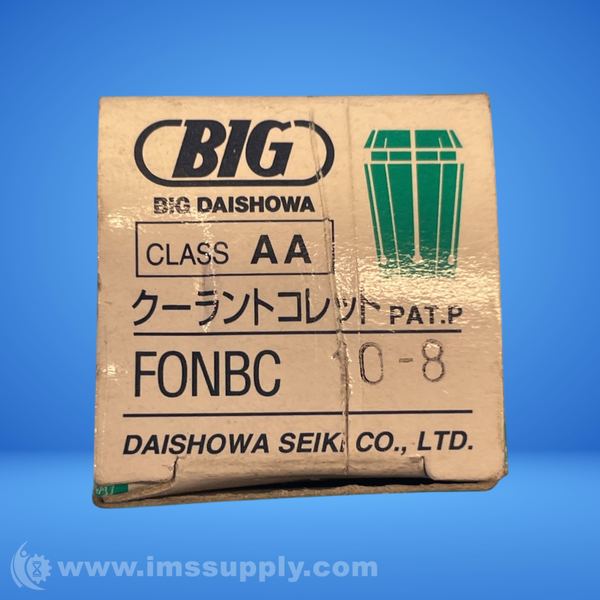 BIG
BIG DAISHOWA
CLASS AA
クーラントコレット PAT.P
FONBC 10-8
DAISHOWA SEIKI CO., LTD.
www.imssupply.com